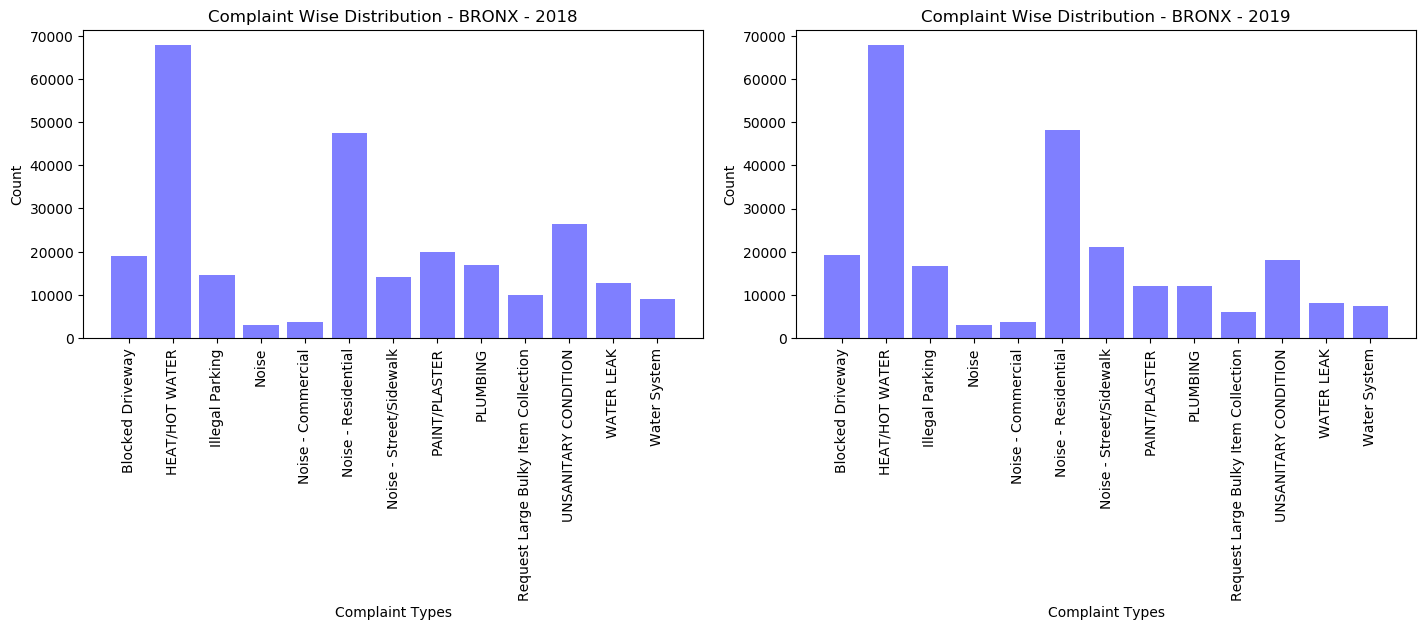 Complaint Wise Distribution - BRONX - 2018
70000
60000
50000
40000
30000
20000
10000
0
Count
Blocked Driveway
HEAT/HOT WATER
Illegal Parking
Noise
Noise - Commercial
Noise - Residential
Noise - Street/Sidewalk
PAINT/PLASTER
PLUMBING
Request Large Bulky Item Collection
UNSANITARY CONDITION
WATER LEAK
Water System
Complaint Types
Complaint Wise Distribution - BRONX - 2019
70000
60000
50000
40000
30000
20000
10000
0
Count
Blocked Driveway
HEAT/HOT WATER
Illegal Parking
Noise
Noise - Commercial
Noise - Residential
Noise - Street/Sidewalk
PAINT/PLASTER
PLUMBING
Request Large Bulky Item Collection
UNSANITARY CONDITION
WATER LEAK
Water System
Complaint Types